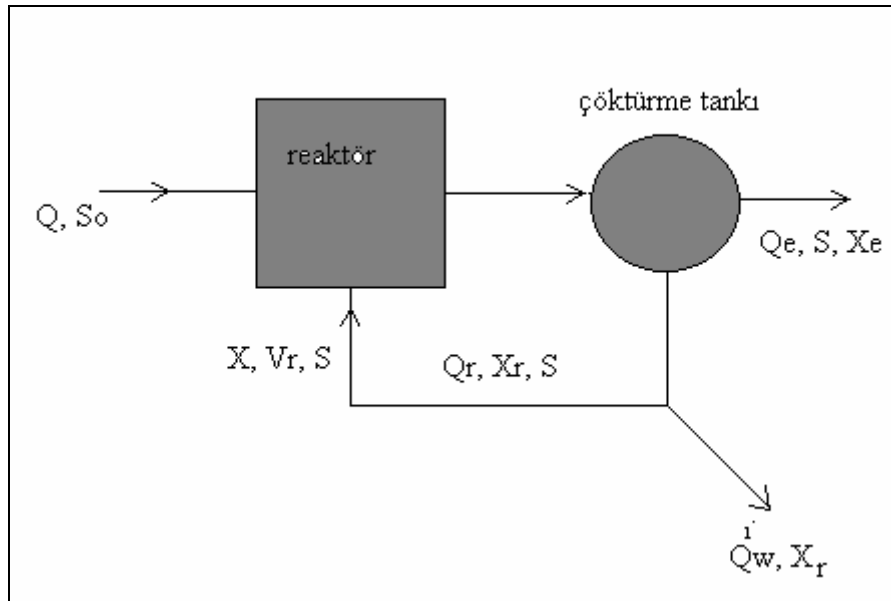 çöktürme tankı
reaktör
Q, So
Qe, S, Xe
X, Vr, S
Qr, Xr, S
Qw, Xr